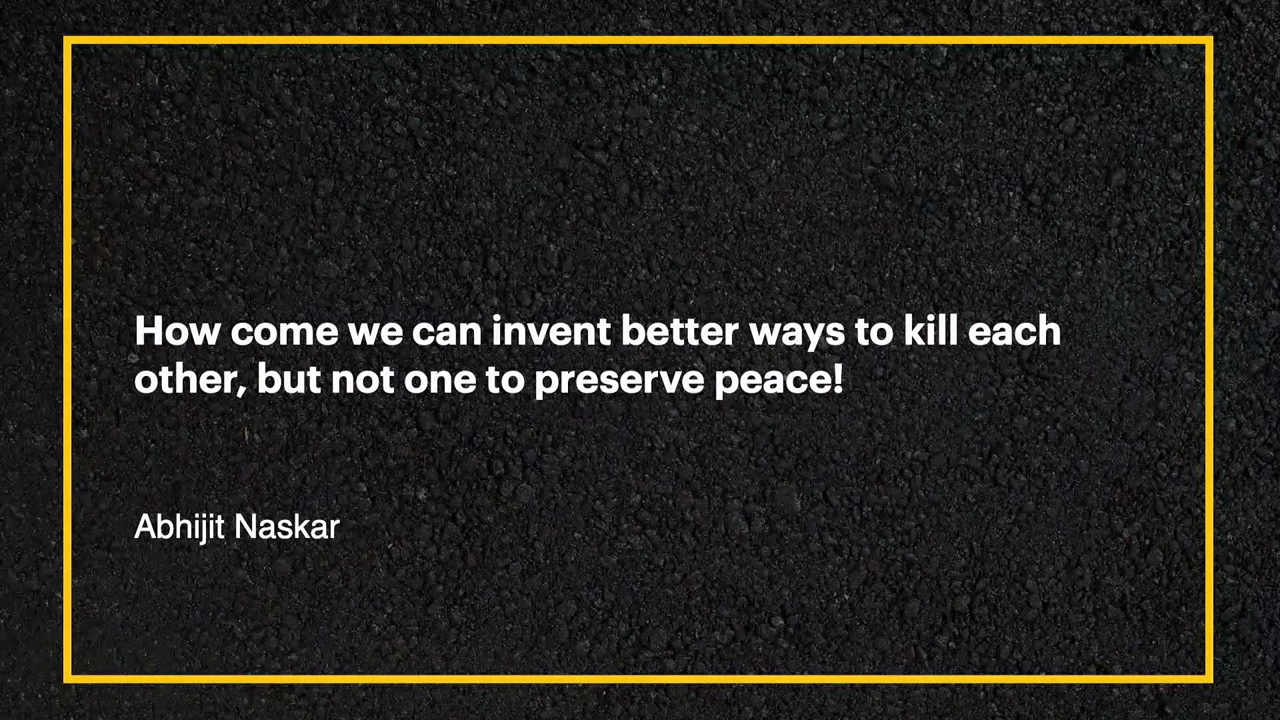 How come we can invent better ways to kill each
other, but not one to preserve peace!
Abhijit Naskar